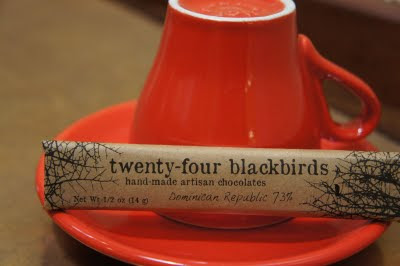 twenty-four blackbirds
hand-made artisan chocolates
Net Wt 1/2 oz (14 g)
Dominican Republic 73%